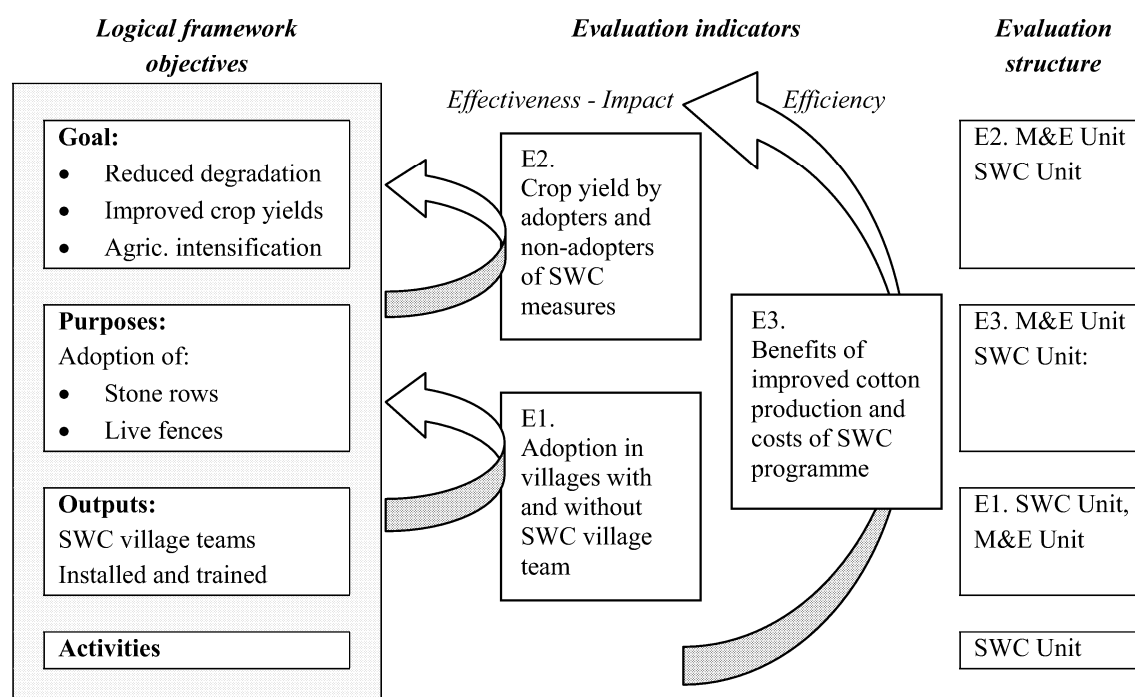 Logical framework
objectives
Goal:
• Reduced degradation
• Improved crop yields
• Agric. intensification
Purposes:
Adoption of:
• Stone rows
• Live fences
Outputs:
SWC village teams
Installed and trained
Activities
Evaluation indicators
Effectiveness - Impact
Efficiency
E2.
Crop yield by
adopters and
non-adopters
of SWC
measures
E1.
Adoption in
villages with
and without
SWC village
team
E3.
Benefits of
improved cotton
production and
costs of SWC
programme
Evaluation
structure
E2. M&E Unit
SWC Unit
E3. M&E Unit
SWC Unit:
E1. SWC Unit,
M&E Unit
SWC Unit